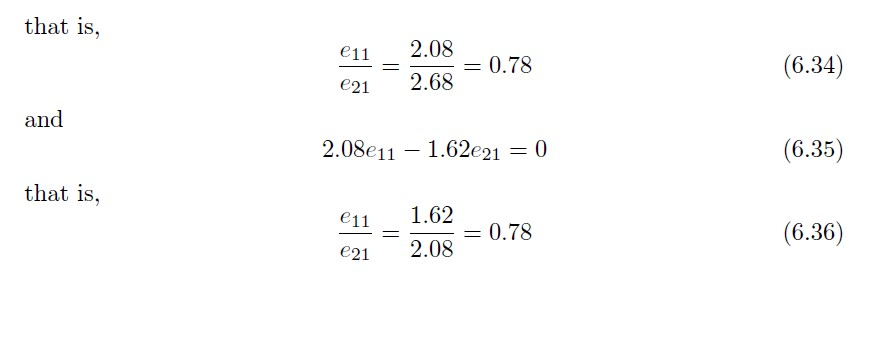 that is,
e11/e21 = 2.08/2.68 = 0.78 (6.34)
and
2.08e11 − 1.62e21 = 0 (6.35)
that is,
e11/e21 = 1.62/2.08 = 0.78 (6.36)